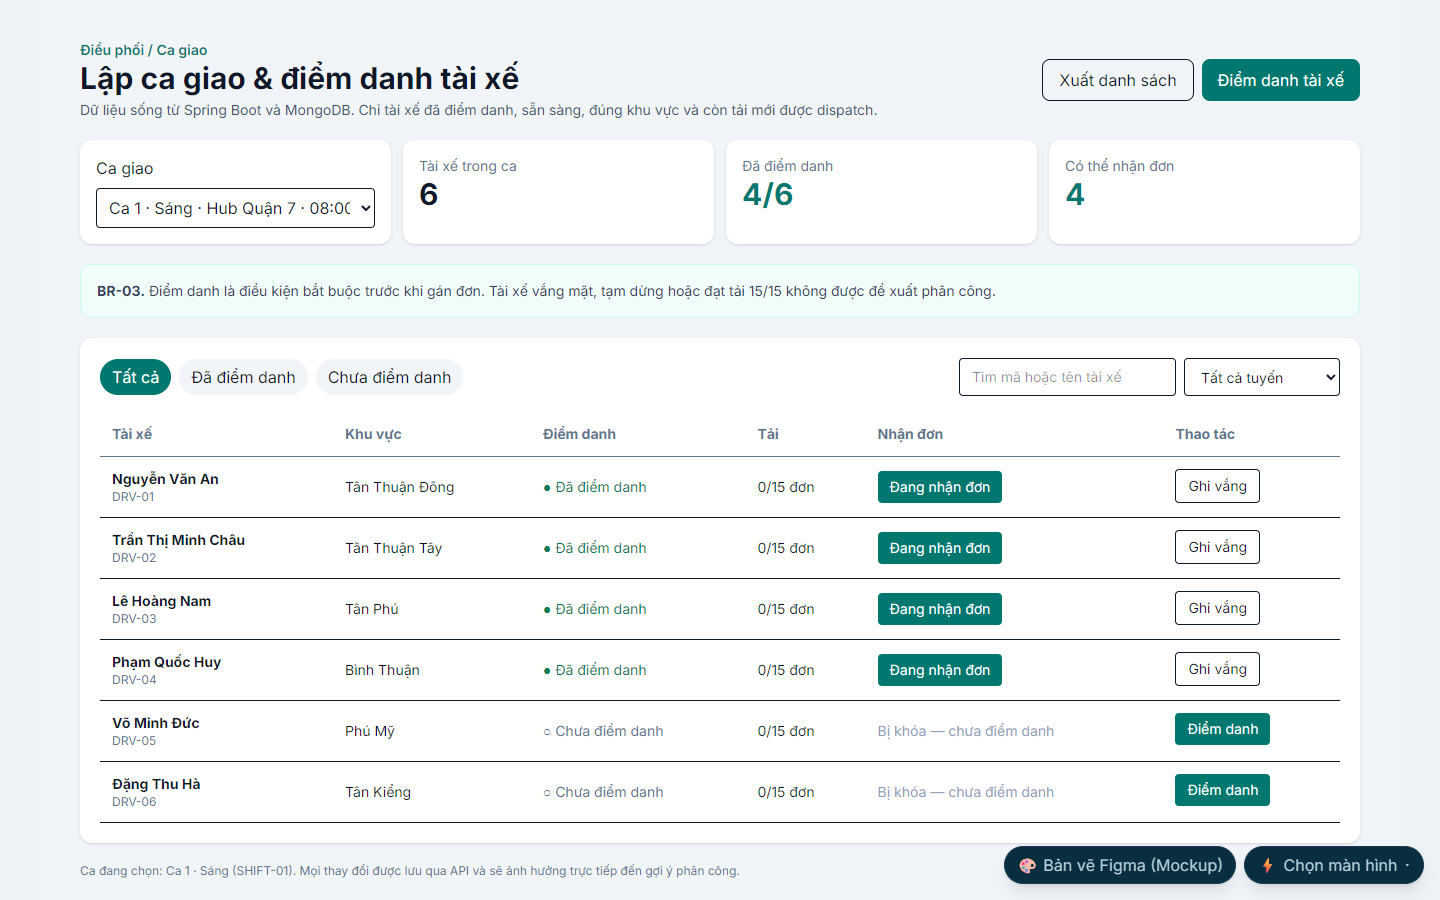 Điều phối / Ca giao
Lập ca giao & điểm danh tài xế
Dữ liệu sống từ Spring Boot và MongoDB. Chỉ tài xế đã điểm danh, sẵn sàng, đúng khu vực và còn tải mới được dispatch.
Xuất danh sách
Điểm danh tài xế
Ca giao
Ca 1 · Sáng · Hub Quận 7 · 08:00
Tài xế trong ca
6
Đã điểm danh
4/6
Có thể nhận đơn
4
BR-03. Điểm danh là điều kiện bắt buộc trước khi gán đơn. Tài xế vắng mặt, tạm dừng hoặc đạt tải 15/15 không được đề xuất phân công.
Tất cả
Đã điểm danh
Chưa điểm danh
Tìm mã hoặc tên tài xế
Tất cả tuyến
Tài xế Khu vực Điểm danh Tải Nhận đơn Thao tác
Nguyễn Văn An
DRV-01
Tân Thuận Đông
● Đã điểm danh
0/15 đơn
Đang nhận đơn
Ghi vắng
Trần Thị Minh Châu
DRV-02
Tân Thuận Tây
● Đã điểm danh
0/15 đơn
Đang nhận đơn
Ghi vắng
Lê Hoàng Nam
DRV-03
Tân Phú
● Đã điểm danh
0/15 đơn
Đang nhận đơn
Ghi vắng
Phạm Quốc Huy
DRV-04
Bình Thuận
● Đã điểm danh
0/15 đơn
Đang nhận đơn
Ghi vắng
Võ Minh Đức
DRV-05
Phú Mỹ
○ Chưa điểm danh
0/15 đơn
Bị khóa — chưa điểm danh
Điểm danh
Đặng Thu Hà
DRV-06
Tân Kiểng
○ Chưa điểm danh
0/15 đơn
Bị khóa — chưa điểm danh
Điểm danh
Ca đang chọn: Ca 1 · Sáng (SHIFT-01). Mọi thay đổi được lưu qua API và sẽ ảnh hưởng trực tiếp đến gợi ý phân công.
🎨 Bản vẽ Figma (Mockup)
⚡ Chọn màn hình ·